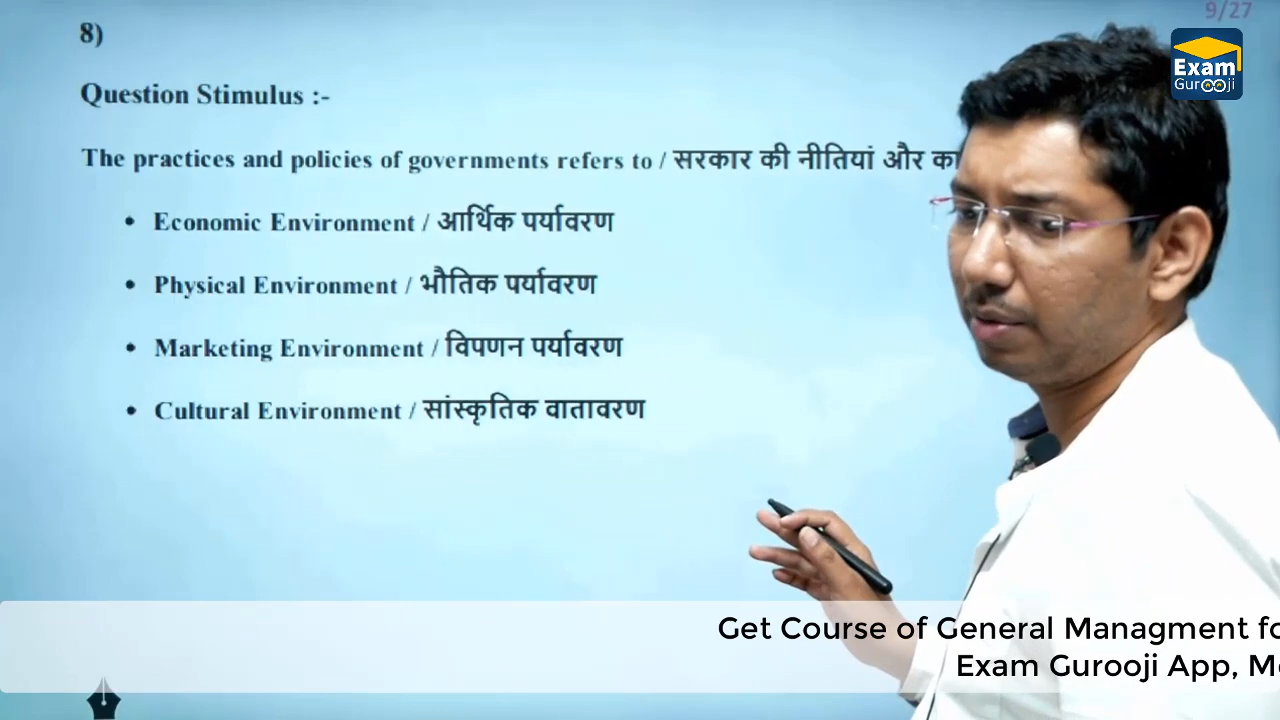 9/27
8)
Exam
Gurooji
Question Stimulus :-
The practices and policies of governments refers to / सरकार की नीतियां और
• Economic Environment / आर्थिक पर्यावरण
• Physical Environment / भौतिक पर्यावरण
• Marketing Environment / विपणन पर्यावरण
• Cultural Environment / सांस्कृतिक वातावरण
Get Course of General Managment
Exam Gurooji App,